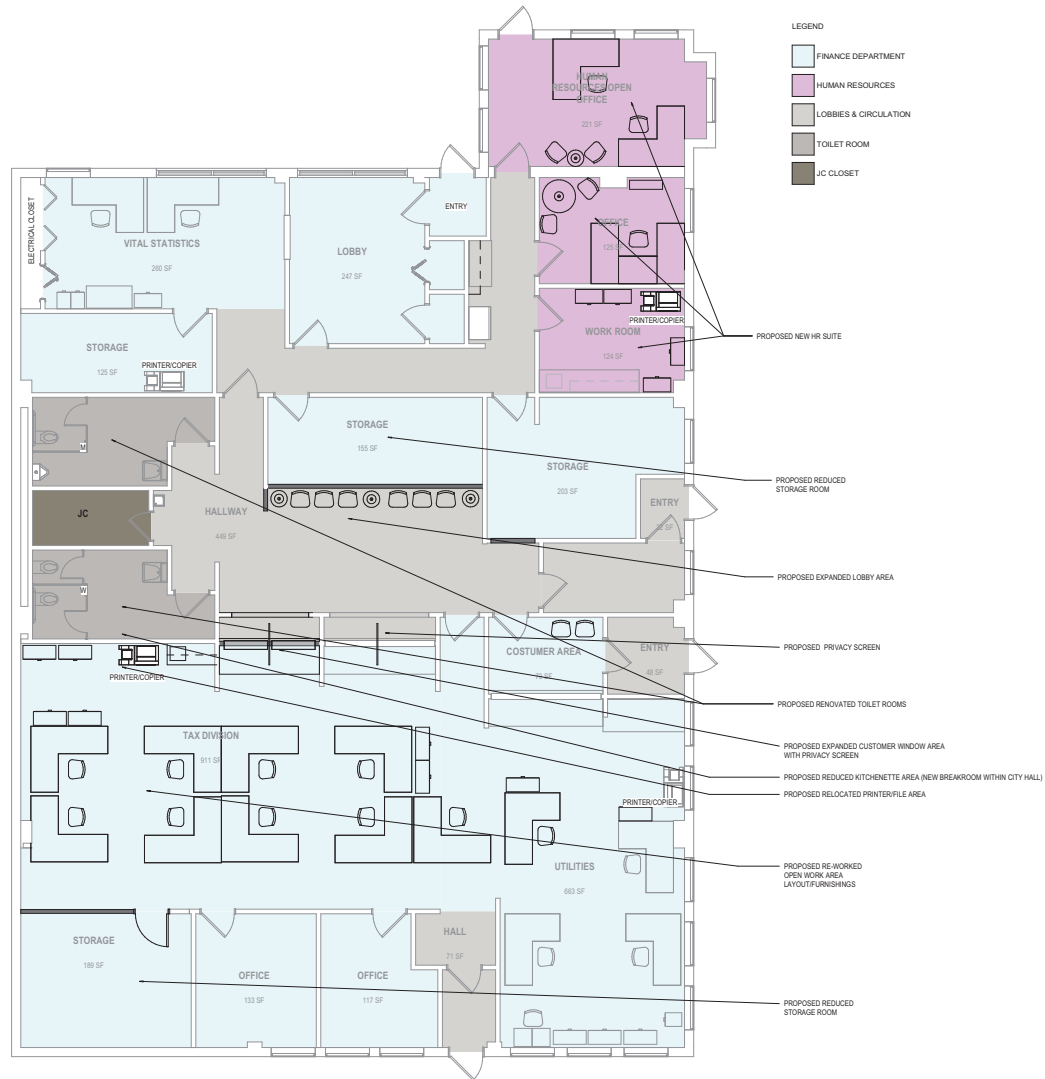 LEGEND
FINANCE DEPARTMENT
HUMAN RESOURCES
LOBBIES & CIRCULATION
TOILET ROOM
JC CLOSET
HUMAN
RESOURCES OPEN
OFFICE
221 SF
ELECTRICAL CLOSET
VITAL STATISTICS
260 SF
LOBBY
247 SF
ENTRY
OFFICE
125 SF
PRINTER/COPIER
WORK ROOM
124 SF
PROPOSED NEW HR SUITE
STORAGE
125 SF
PRINTER/COPIER
STORAGE
155 SF
STORAGE
203 SF
PROPOSED REDUCED
STORAGE ROOM
M
JC
HALLWAY
449 SF
ENTRY
PROPOSED EXPANDED LOBBY AREA
W
COSTUMER AREA
ENTRY
49 SF
PROPOSED PRIVACY SCREEN
PRINTER/COPIER
PROPOSED RENOVATED TOILET ROOMS
TAX DIVISION
911 SF
PROPOSED EXPANDED CUSTOMER WINDOW AREA
WITH PRIVACY SCREEN
PROPOSED REDUCED KITCHENETTE AREA (NEW BREAKROOM WITHIN CITY HALL)
PROPOSED RELOCATED PRINTER/FILE AREA
PRINTER/COPIER
UTILITIES
663 SF
PROPOSED RE-WORKED
OPEN WORK AREA
LAYOUT/FURNISHINGS
STORAGE
189 SF
OFFICE
133 SF
OFFICE
117 SF
HALL
71 SF
PROPOSED REDUCED
STORAGE ROOM